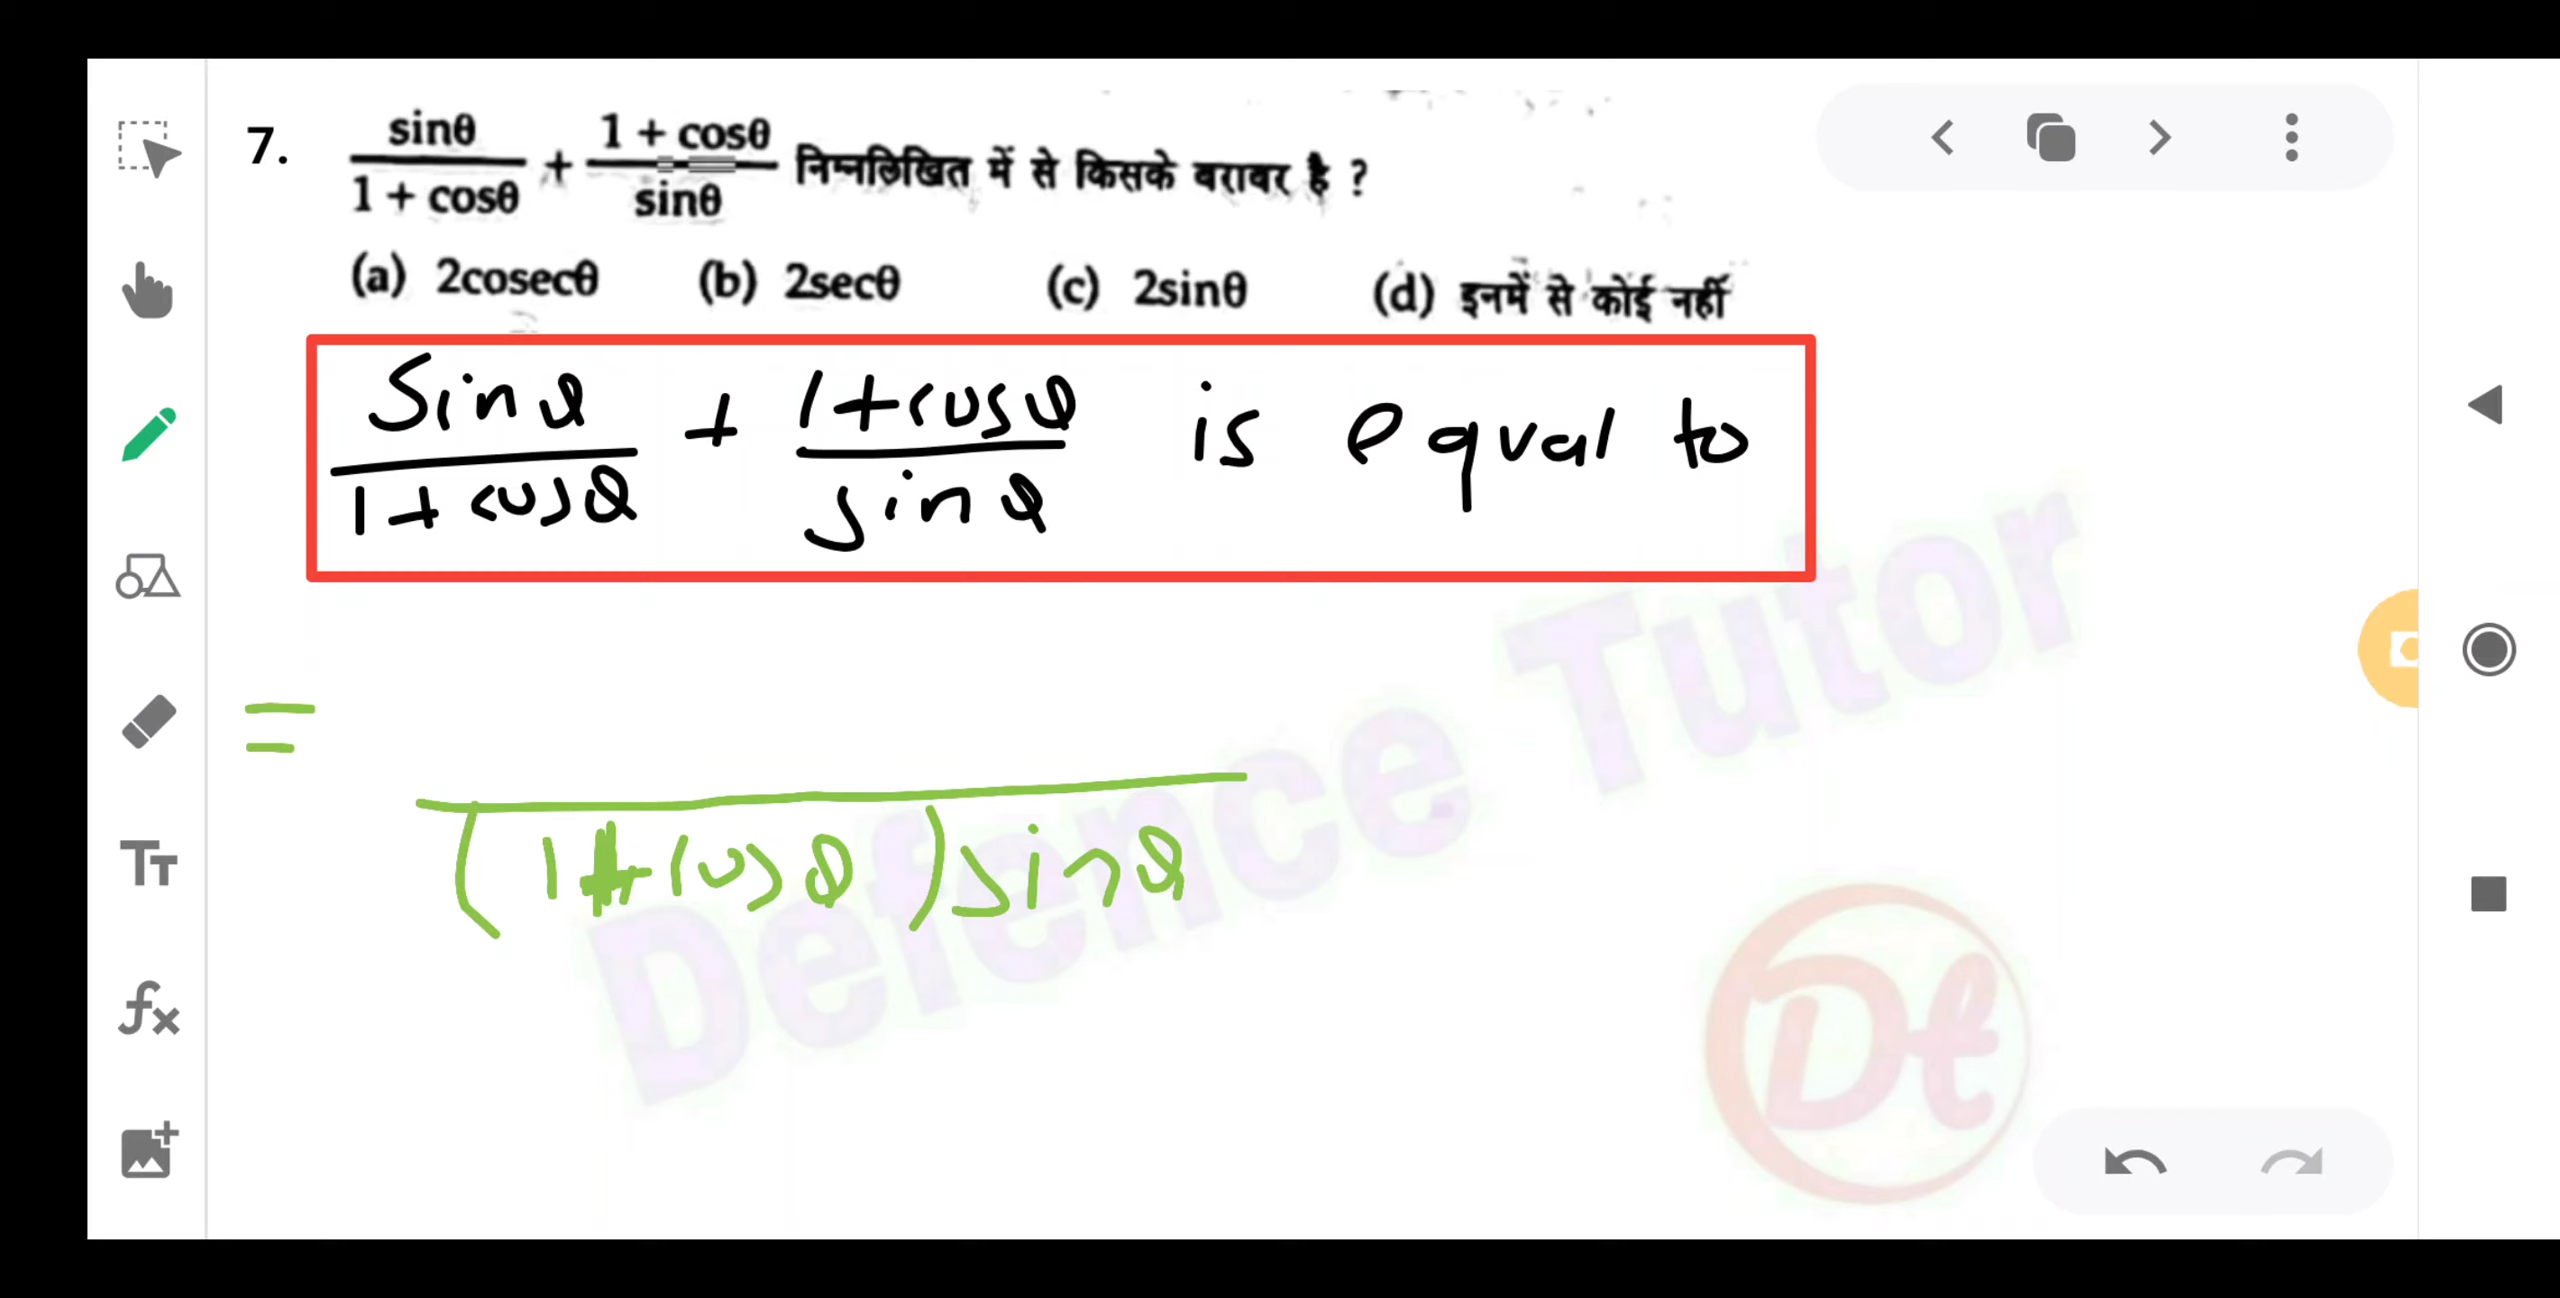 7. sinθ/(1 + cosθ) + (1 + cosθ)/sinθ निम्नलिखित में से किसके बराबर है ?
(a) 2cosecθ (b) 2secθ (c) 2sinθ (d) इनमें से कोई नहीं
Sinθ/(1+cosθ) + (1+cosθ)/sinθ is equal to
=
(1+cosθ)sinθ
Defence Tutor
Dt